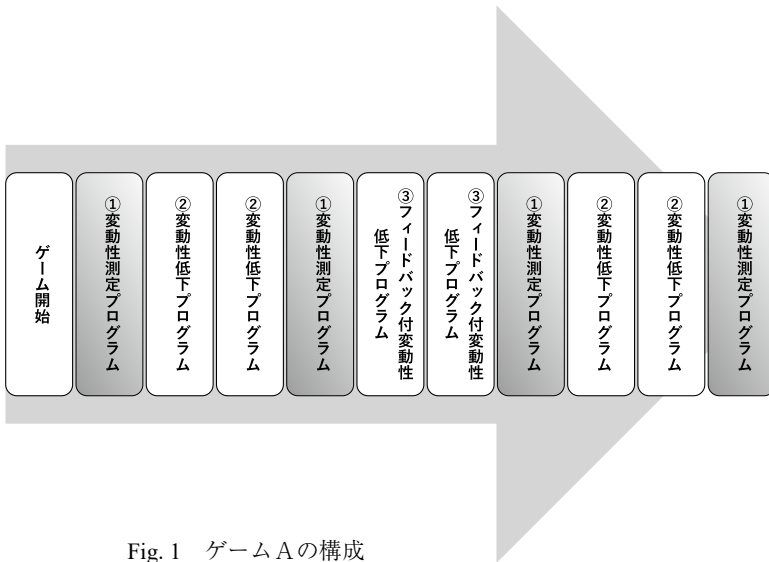 ゲーム開始
①変動性測定プログラム
②変動性低下プログラム
②変動性低下プログラム
①変動性測定プログラム
③フィードバック付変動性
低下プログラム
③フィードバック付変動性
低下プログラム
①変動性測定プログラム
②変動性低下プログラム
②変動性低下プログラム
①変動性測定プログラム
Fig. 1　ゲームAの構成